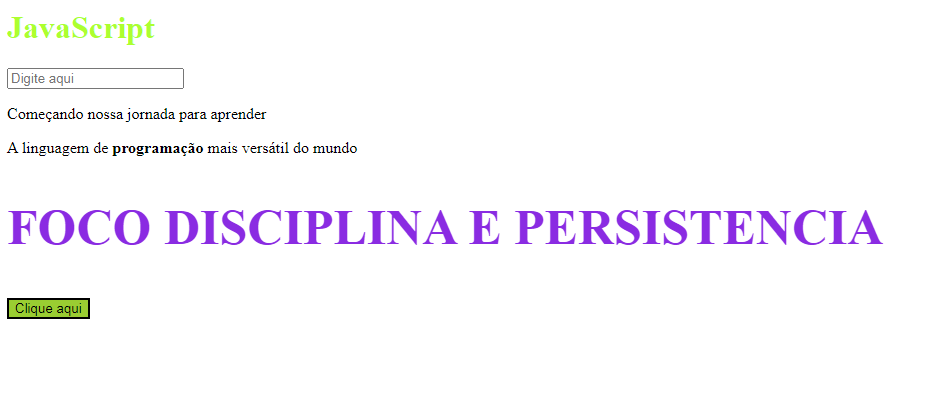 JavaScript
Digite aqui
Começando nossa jornada para aprender
A linguagem de programação mais versátil do mundo
FOCO DISCIPLINA E PERSISTENCIA
Clique aqui